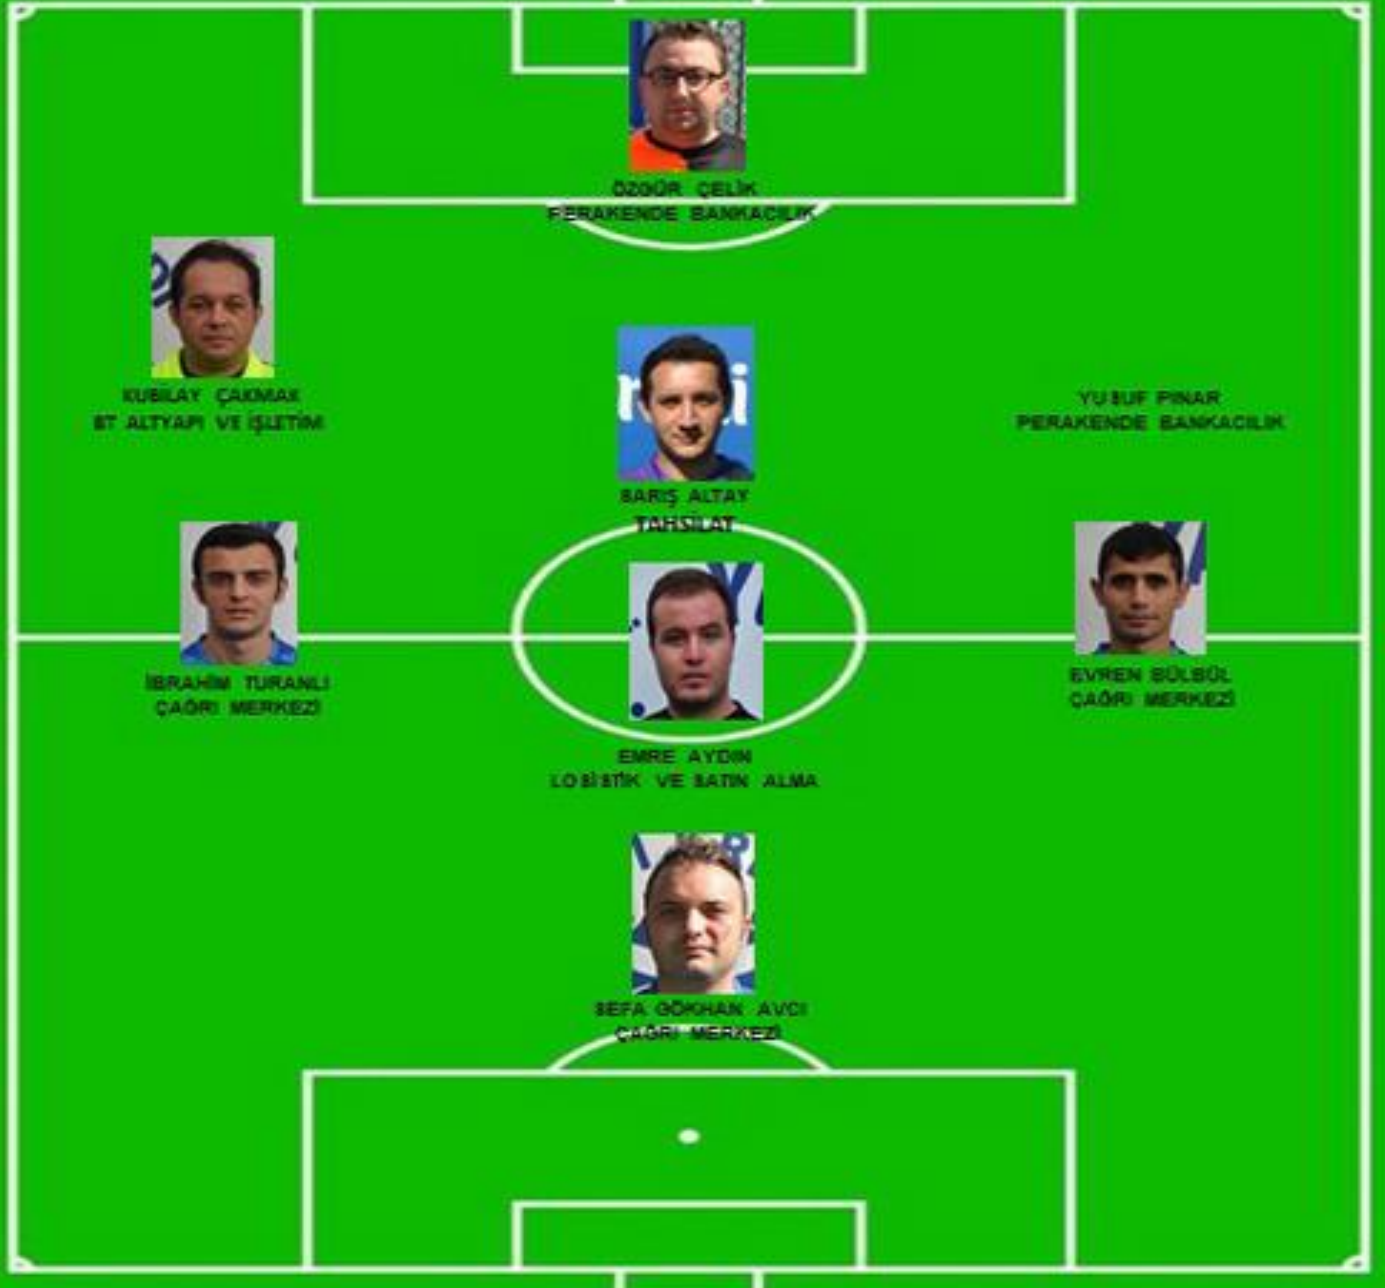 ÖZGÜR ÇELİK
PERAKENDE BANKACILIK
KUBİLAY ÇAKMAK
BT ALTYAPI VE İŞLETİM
BARIŞ ALTAY
TAHSİLAT
YUSUF PINAR
PERAKENDE BANKACILIK
İBRAHİM TURANLI
ÇAĞRI MERKEZİ
EMRE AYDIN
LOJİSTİK VE SATIN ALMA
EVREN BÜLBÜL
ÇAĞRI MERKEZİ
SEFA GÖKHAN AVCI
ÇAĞRI MERKEZİ